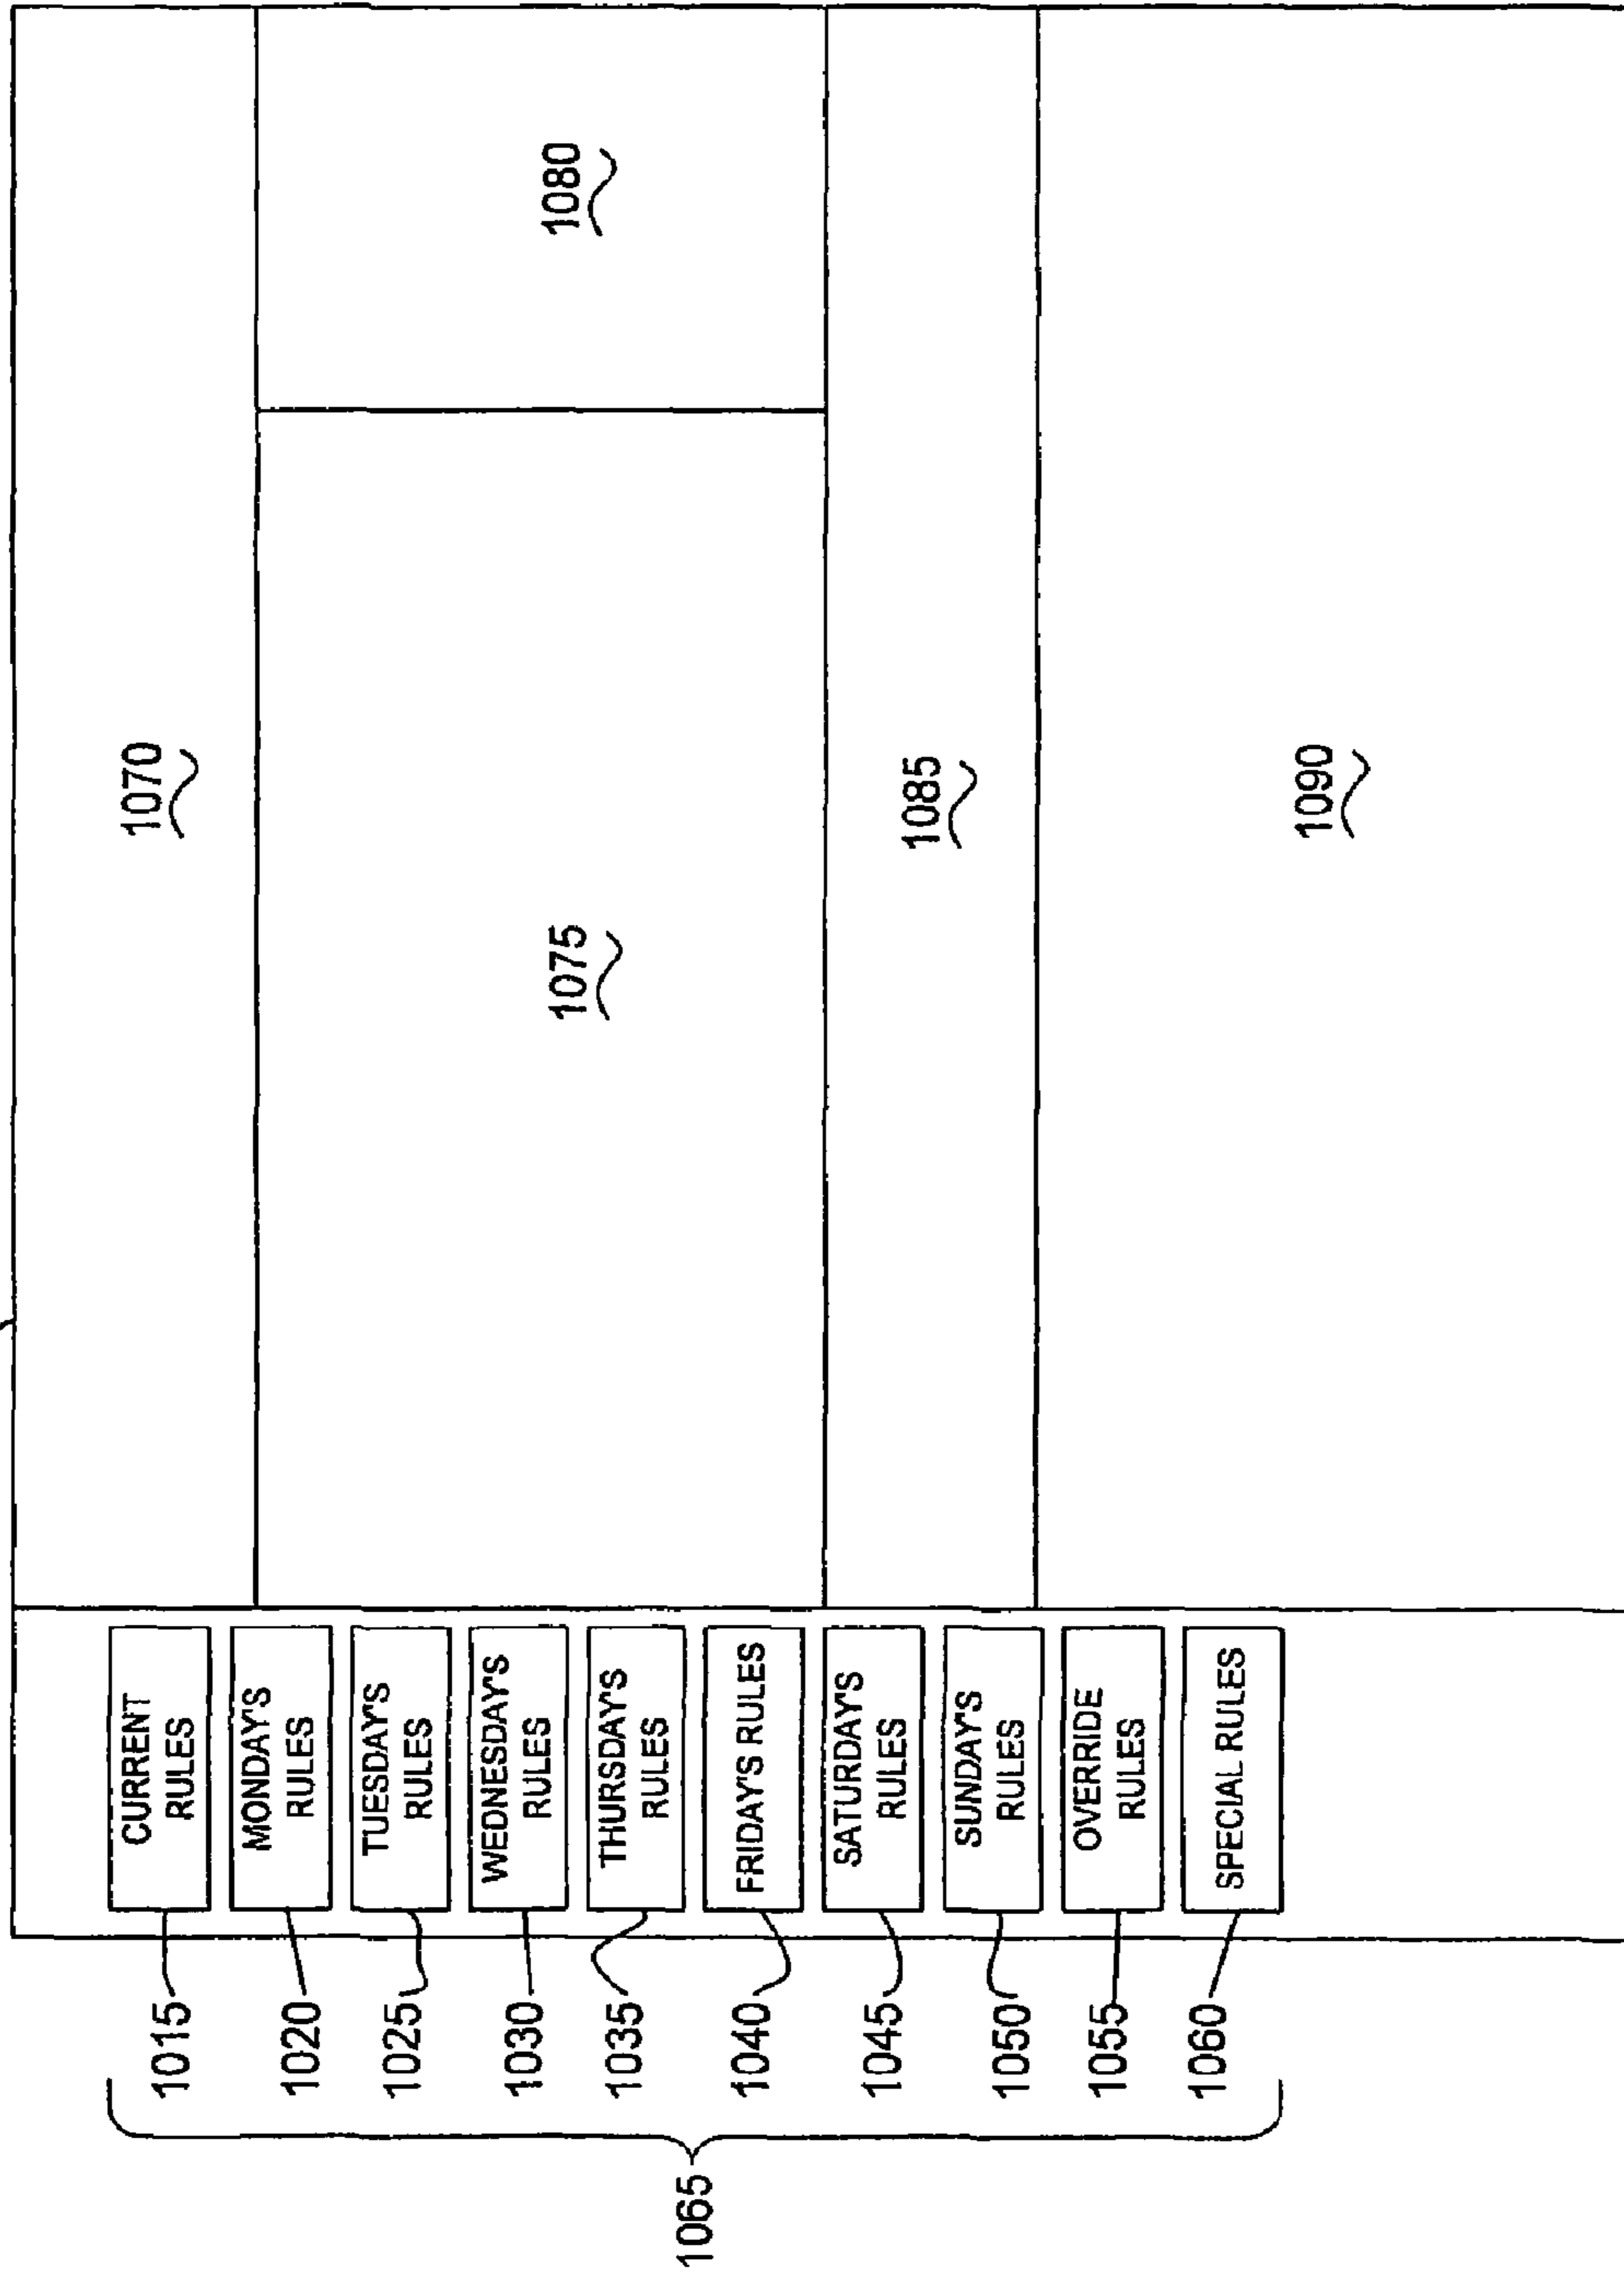 1015
CURRENT
RULES
1020
MONDAY'S
RULES
1025
TUESDAY'S
RULES
1030
WEDNESDAY'S
RULES
1035
THURSDAY'S
RULES
1040
FRIDAY'S RULES
1045
SATURDAY'S
RULES
1050
SUNDAY'S
RULES
1055
OVERRIDE
RULES
1060
SPECIAL RULES
1065
1070
1075
1080
1085
1090